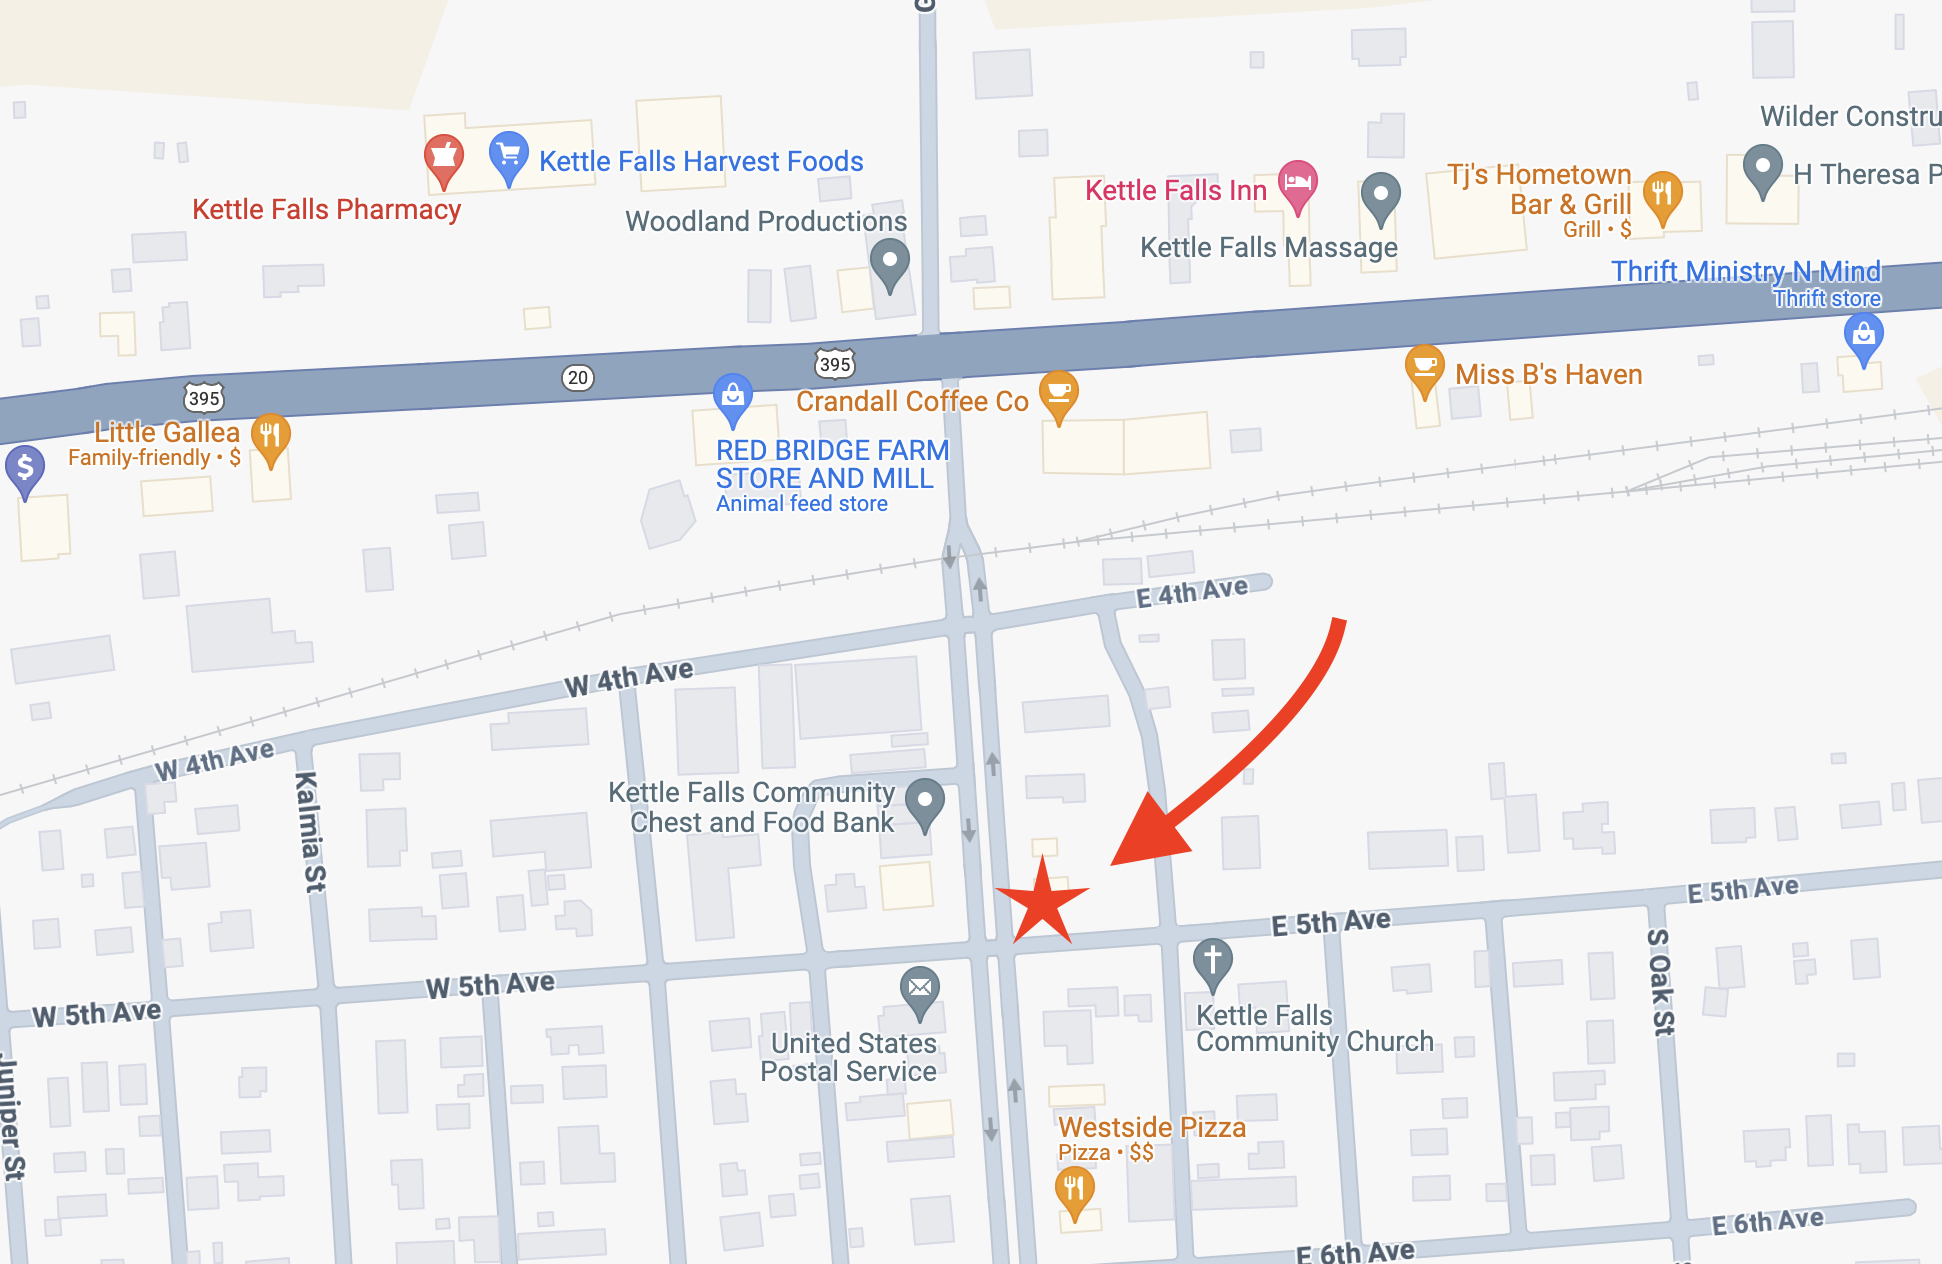 G
Wilder Constru
Kettle Falls Harvest Foods
Kettle Falls Pharmacy
Woodland Productions
Kettle Falls Inn
Kettle Falls Massage
Tj's Hometown
Bar & Grill
Grill • $
H Theresa P
Thrift Ministry N Mind
Thrift store
395
20
395
Little Gallea
Family-friendly • $
$
RED BRIDGE FARM
STORE AND MILL
Animal feed store
Crandall Coffee Co
Miss B's Haven
E 4th Ave
W 4th Ave
W 4th Ave
Kalmia St
Kettle Falls Community
Chest and Food Bank
E 5th Ave
E 5th Ave
W 5th Ave
W 5th Ave
S Oak St
Juniper St
United States
Postal Service
Kettle Falls
Community Church
Westside Pizza
Pizza • $$
E 6th Ave
E 6th Ave